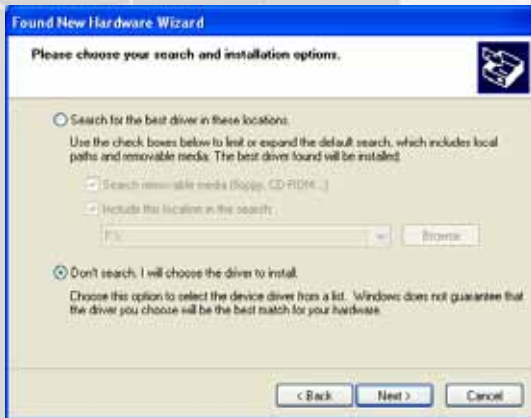 Found New Hardware Wizard
Please choose your search and installation options.
Search for the best driver in these locations.
Use the check boxes below to limit or expand the default search, which includes local
paths and removable media. The best driver found will be installed.
Search removable media (floppy, CD-ROM...)
Include this location in the search:
Browse
Don't search. I will choose the driver to install.
Choose this option to select the device driver from a list. Windows does not guarantee that
the driver you choose will be the best match for your hardware.
< Back
Next >
Cancel